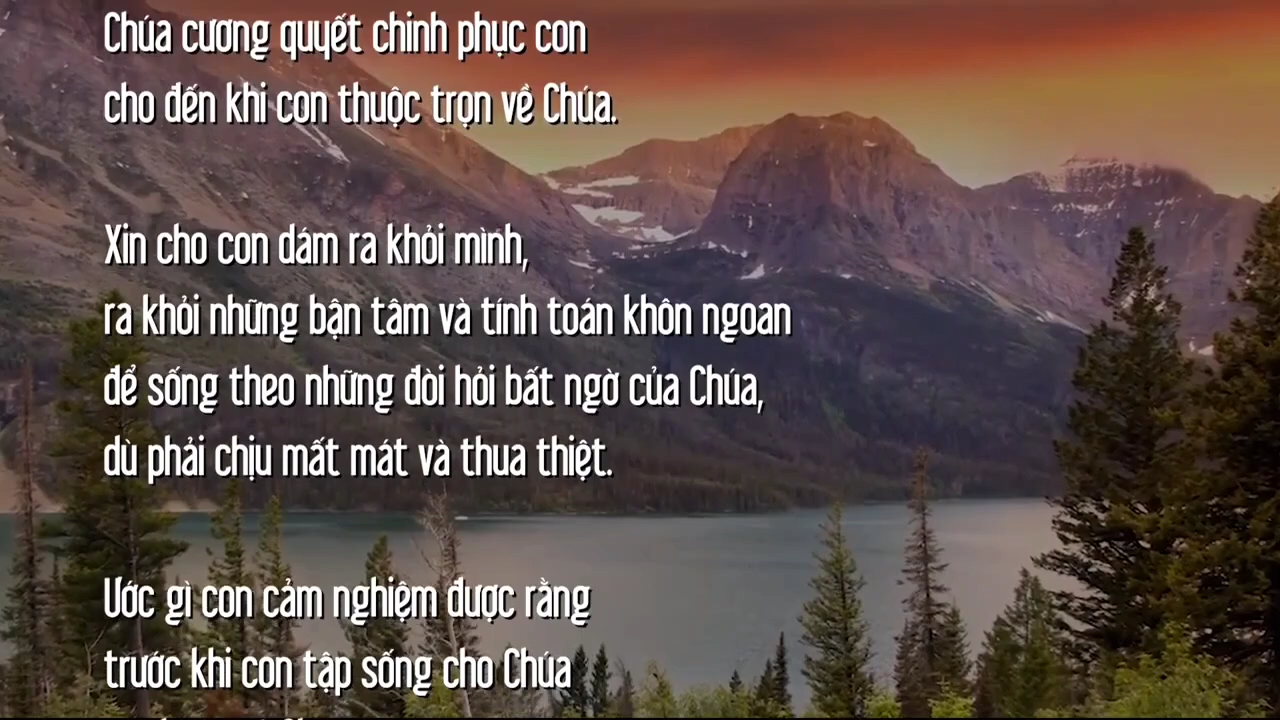 Chúa cương quyết chinh phục con
cho đến khi con thuộc trọn về Chúa.
Xin cho con dám ra khỏi mình,
ra khỏi những bận tâm và tính toán khôn ngoan
để sống theo những đòi hỏi bất ngờ của Chúa,
dù phải chịu mất mát và thua thiệt.
Ước gì con cảm nghiệm được rằng
trước khi con tập sống cho Chúa